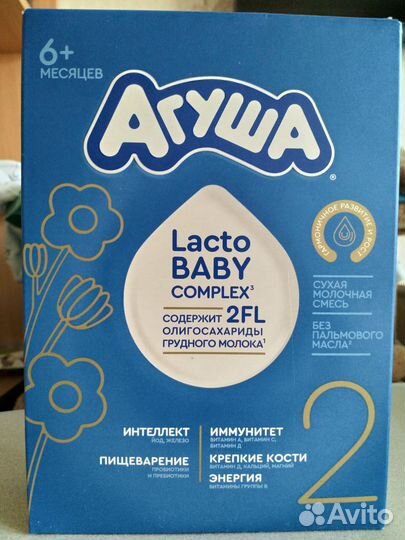 6+
МЕСЯЦЕВ
АГУША
®
ГАРМОНИЧНОЕ РАЗВИТИЕ И РОСТ
Lacto
BABY
COMPLEX³
СОДЕРЖИТ 2FL
ОЛИГОСАХАРИДЫ
ГРУДНОГО МОЛОКА¹
СУХАЯ
МОЛОЧНАЯ
СМЕСЬ
БЕЗ
ПАЛЬМОВОГО
МАСЛА²
ИНТЕЛЛЕКТ
ЙОД, ЖЕЛЕЗО
ПИЩЕВАРЕНИЕ
ПРОБИОТИКИ
И ПРЕБИОТИКИ
ИММУНИТЕТ
ВИТАМИН А, ВИТАМИН С,
ВИТАМИН Д
КРЕПКИЕ КОСТИ
ВИТАМИН Д, КАЛЬЦИЙ, МАГНИЙ
ЭНЕРГИЯ
ВИТАМИНЫ ГРУППЫ В
2
Avito